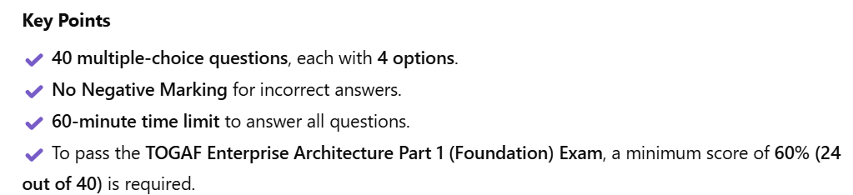 Key Points
40 multiple-choice questions, each with 4 options.
No Negative Marking for incorrect answers.
60-minute time limit to answer all questions.
To pass the TOGAF Enterprise Architecture Part 1 (Foundation) Exam, a minimum score of 60% (24
out of 40) is required.